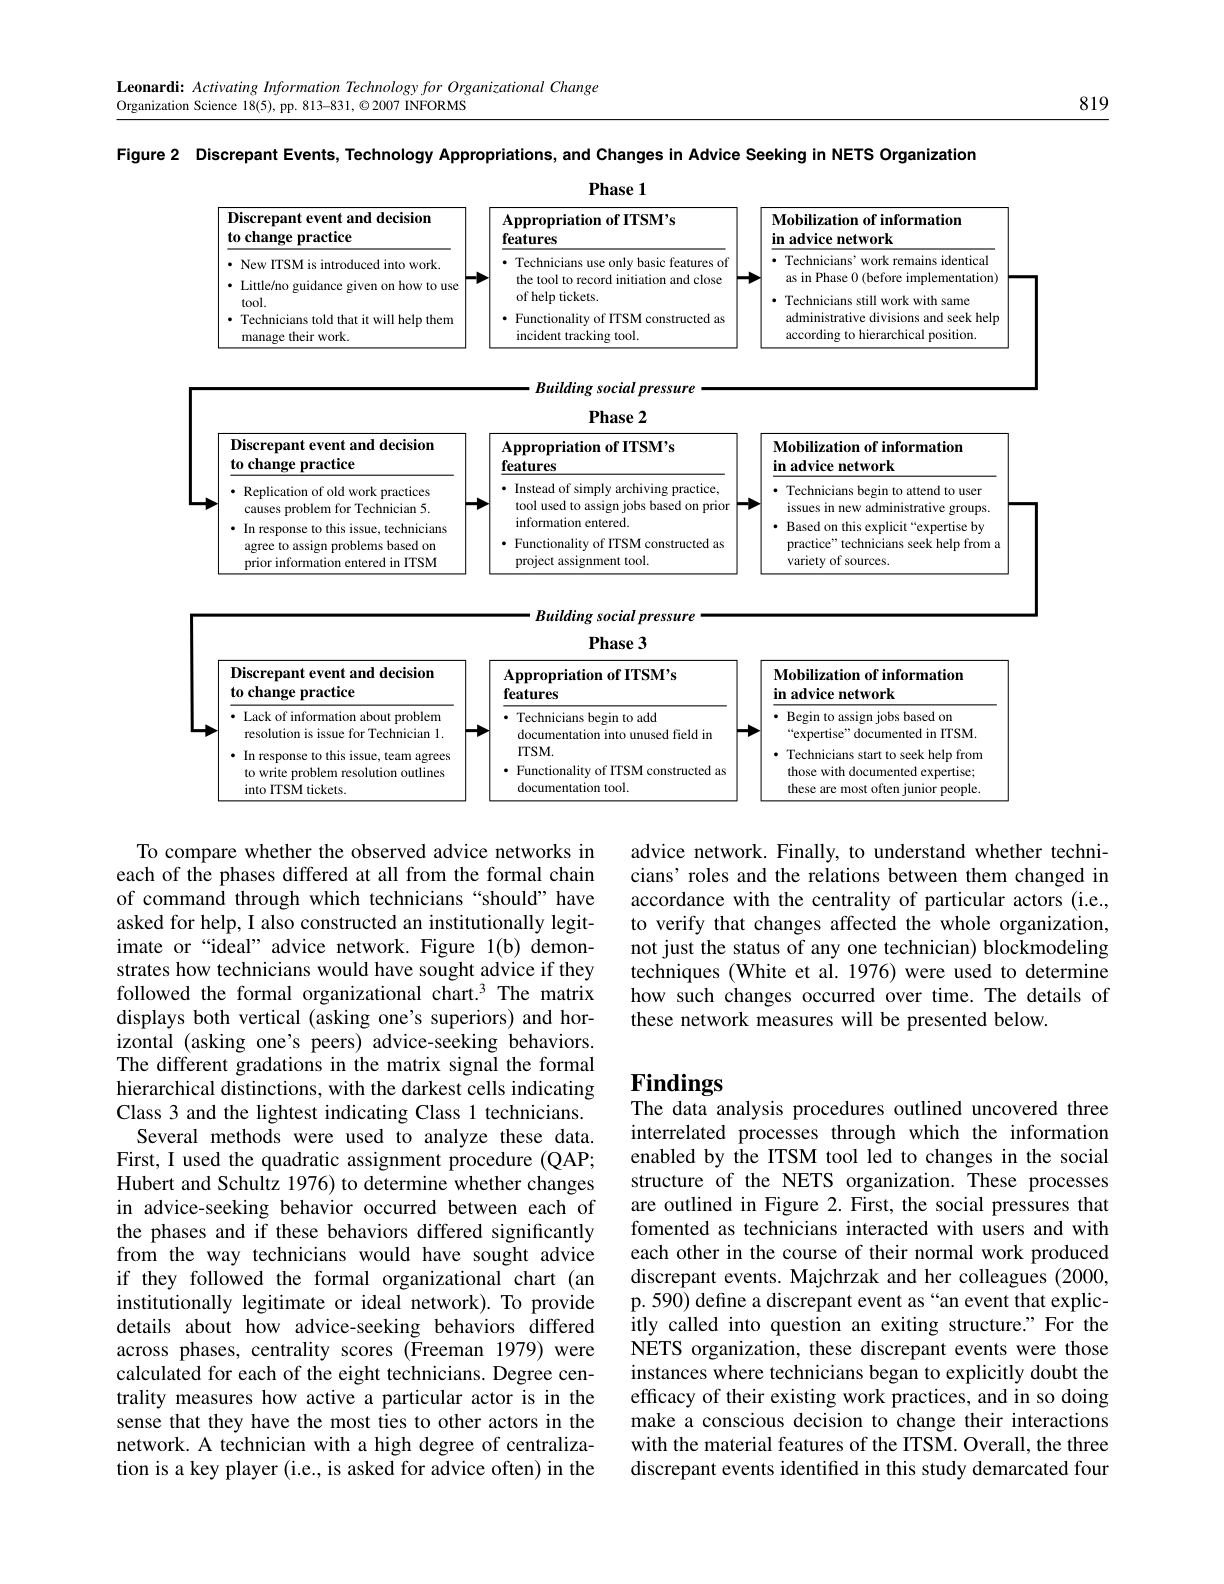 Leonardi: Activating Information Technology for Organizational Change
Organization Science 18(5), pp. 813–831, © 2007 INFORMS
819
Figure 2 Discrepant Events, Technology Appropriations, and Changes in Advice Seeking in NETS Organization
Phase 1
Discrepant event and decision
to change practice
• New ITSM is introduced into work.
• Little/no guidance given on how to use
tool.
• Technicians told that it will help them
manage their work.
Appropriation of ITSM’s
features
• Technicians use only basic features of
the tool to record initiation and close
of help tickets.
• Functionality of ITSM constructed as
incident tracking tool.
Mobilization of information
in advice network
• Technicians’ work remains identical
as in Phase 0 (before implementation)
• Technicians still work with same
administrative divisions and seek help
according to hierarchical position.
Building social pressure
Phase 2
Discrepant event and decision
to change practice
• Replication of old work practices
causes problem for Technician 5.
• In response to this issue, technicians
agree to assign problems based on
prior information entered in ITSM
Appropriation of ITSM’s
features
• Instead of simply archiving practice,
tool used to assign jobs based on prior
information entered.
• Functionality of ITSM constructed as
project assignment tool.
Mobilization of information
in advice network
• Technicians begin to attend to user
issues in new administrative groups.
• Based on this explicit “expertise by
practice” technicians seek help from a
variety of sources.
Building social pressure
Phase 3
Discrepant event and decision
to change practice
• Lack of information about problem
resolution is issue for Technician 1.
• In response to this issue, team agrees
to write problem resolution outlines
into ITSM tickets.
Appropriation of ITSM’s
features
• Technicians begin to add
documentation into unused field in
ITSM.
• Functionality of ITSM constructed as
documentation tool.
Mobilization of information
in advice network
• Begin to assign jobs based on
“expertise” documented in ITSM.
• Technicians start to seek help from
those with documented expertise;
these are most often junior people.
To compare whether the observed advice networks in
each of the phases differed at all from the formal chain
of command through which technicians “should” have
asked for help, I also constructed an institutionally legit-
imate or “ideal” advice network. Figure 1(b) demon-
strates how technicians would have sought advice if they
followed the formal organizational chart.3 The matrix
displays both vertical (asking one’s superiors) and hor-
izontal (asking one’s peers) advice-seeking behaviors.
The different gradations in the matrix signal the formal
hierarchical distinctions, with the darkest cells indicating
Class 3 and the lightest indicating Class 1 technicians.
Several methods were used to analyze these data.
First, I used the quadratic assignment procedure (QAP;
Hubert and Schultz 1976) to determine whether changes
in advice-seeking behavior occurred between each of
the phases and if these behaviors differed significantly
from the way technicians would have sought advice
if they followed the formal organizational chart (an
institutionally legitimate or ideal network). To provide
details about how advice-seeking behaviors differed
across phases, centrality scores (Freeman 1979) were
calculated for each of the eight technicians. Degree cen-
trality measures how active a particular actor is in the
sense that they have the most ties to other actors in the
network. A technician with a high degree of centraliza-
tion is a key player (i.e., is asked for advice often) in the
advice network. Finally, to understand whether techni-
cians’ roles and the relations between them changed in
accordance with the centrality of particular actors (i.e.,
to verify that changes affected the whole organization,
not just the status of any one technician) blockmodeling
techniques (White et al. 1976) were used to determine
how such changes occurred over time. The details of
these network measures will be presented below.
Findings
The data analysis procedures outlined uncovered three
interrelated processes through which the information
enabled by the ITSM tool led to changes in the social
structure of the NETS organization. These processes
are outlined in Figure 2. First, the social pressures that
fomented as technicians interacted with users and with
each other in the course of their normal work produced
discrepant events. Majchrzak and her colleagues (2000,
p. 590) define a discrepant event as “an event that explic-
itly called into question an exiting structure.” For the
NETS organization, these discrepant events were those
instances where technicians began to explicitly doubt the
efficacy of their existing work practices, and in so doing
make a conscious decision to change their interactions
with the material features of the ITSM. Overall, the three
discrepant events identified in this study demarcated four